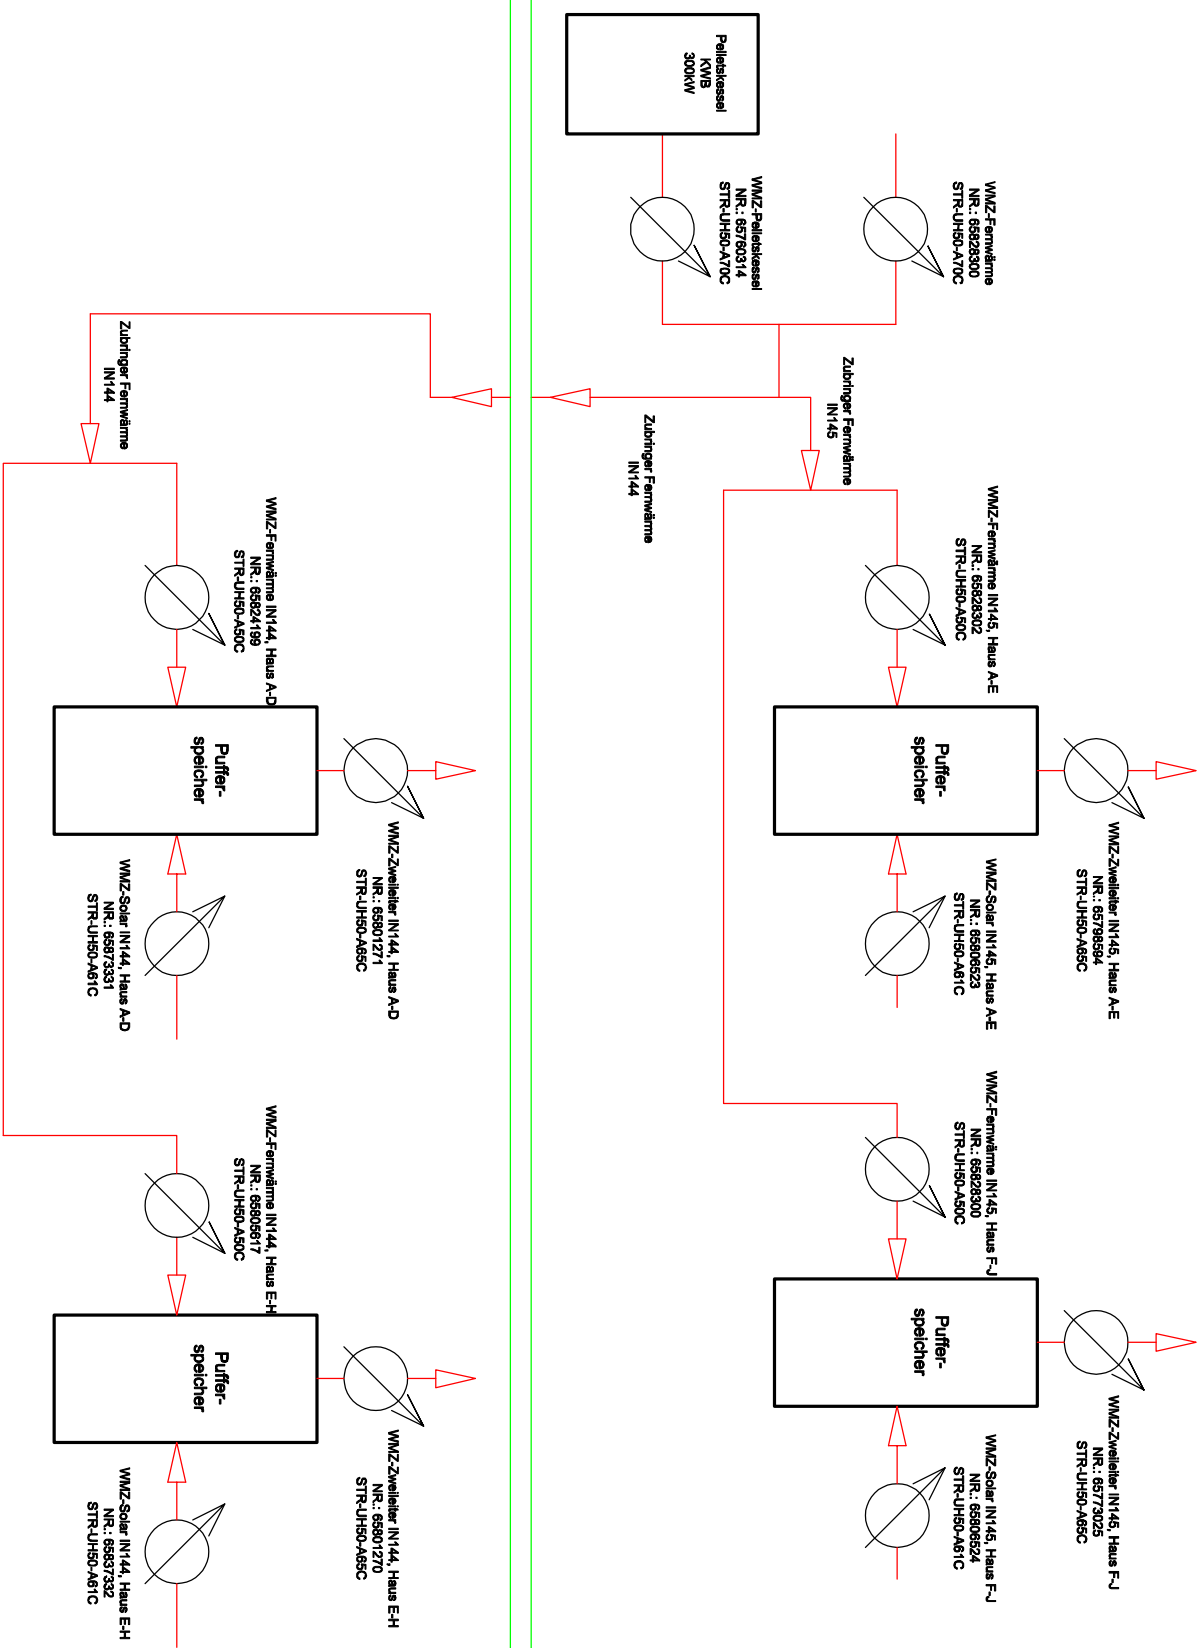 Pelletskessel
KWB
300kW
WMZ-Fernwärme
NR.: 65828300
STR-UH50-A70C
WMZ-Pelletskessel
NR.: 65760314
STR-UH50-A70C
Zubringer Fernwärme
IN145
Zubringer Fernwärme
IN144
WMZ-Fernwärme IN145, Haus A-E
NR.: 65828302
STR-UH50-A50C
Puffer-
speicher
WMZ-Zweileiter IN145, Haus A-E
NR.: 65798594
STR-UH50-A65C
WMZ-Solar IN145, Haus A-E
NR.: 65806523
STR-UH50-A61C
WMZ-Fernwärme IN145, Haus F-J
NR.: 65828300
STR-UH50-A50C
Puffer-
speicher
WMZ-Zweileiter IN145, Haus F-J
NR.: 65773025
STR-UH50-A65C
WMZ-Solar IN145, Haus F-J
NR.: 65806524
STR-UH50-A61C
Zubringer Fernwärme
IN144
WMZ-Fernwärme IN144, Haus A-D
NR.: 65824199
STR-UH50-A50C
Puffer-
speicher
WMZ-Zweileiter IN144, Haus A-D
NR.: 65801271
STR-UH50-A65C
WMZ-Solar IN144, Haus A-D
NR.: 65873331
STR-UH50-A61C
WMZ-Fernwärme IN144, Haus E-H
NR.: 65805617
STR-UH50-A50C
Puffer-
speicher
WMZ-Zweileiter IN144, Haus E-H
NR.: 65801270
STR-UH50-A65C
WMZ-Solar IN144, Haus E-H
NR.: 65837332
STR-UH50-A61C